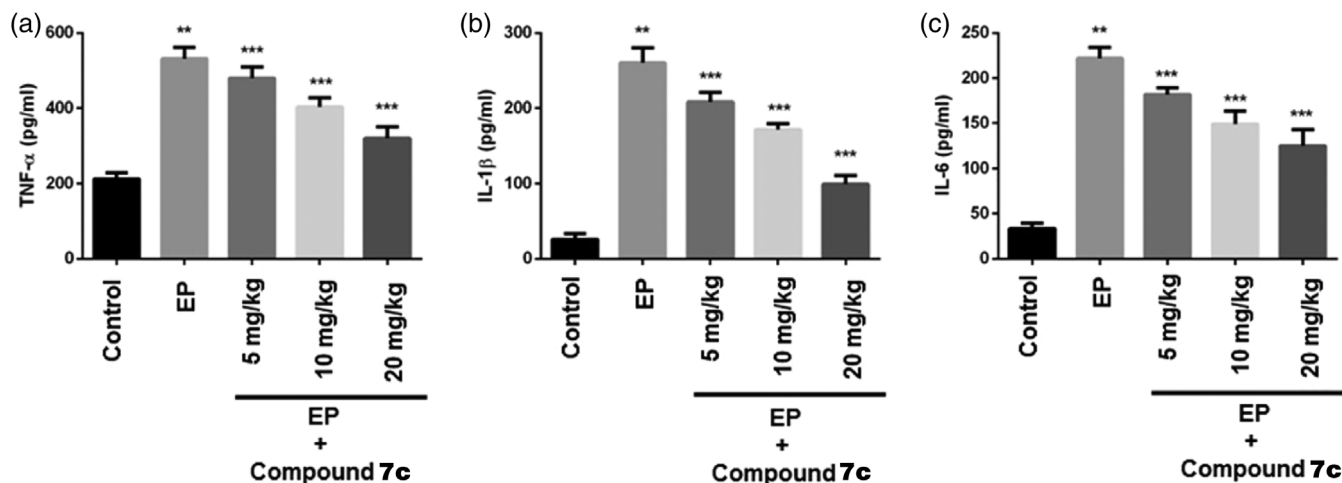 (a)
TNF-α (pg/ml)
600
400
200
0
**
***
***
***
Control
EP
5 mg/kg
10 mg/kg
20 mg/kg
EP
+
Compound 7c
(b)
IL-1β (pg/ml)
300
200
100
0
**
***
***
***
Control
EP
5 mg/kg
10 mg/kg
20 mg/kg
EP
+
Compound 7c
(c)
IL-6 (pg/ml)
250
200
150
100
50
0
**
***
***
***
Control
EP
5 mg/kg
10 mg/kg
20 mg/kg
EP
+
Compound 7c